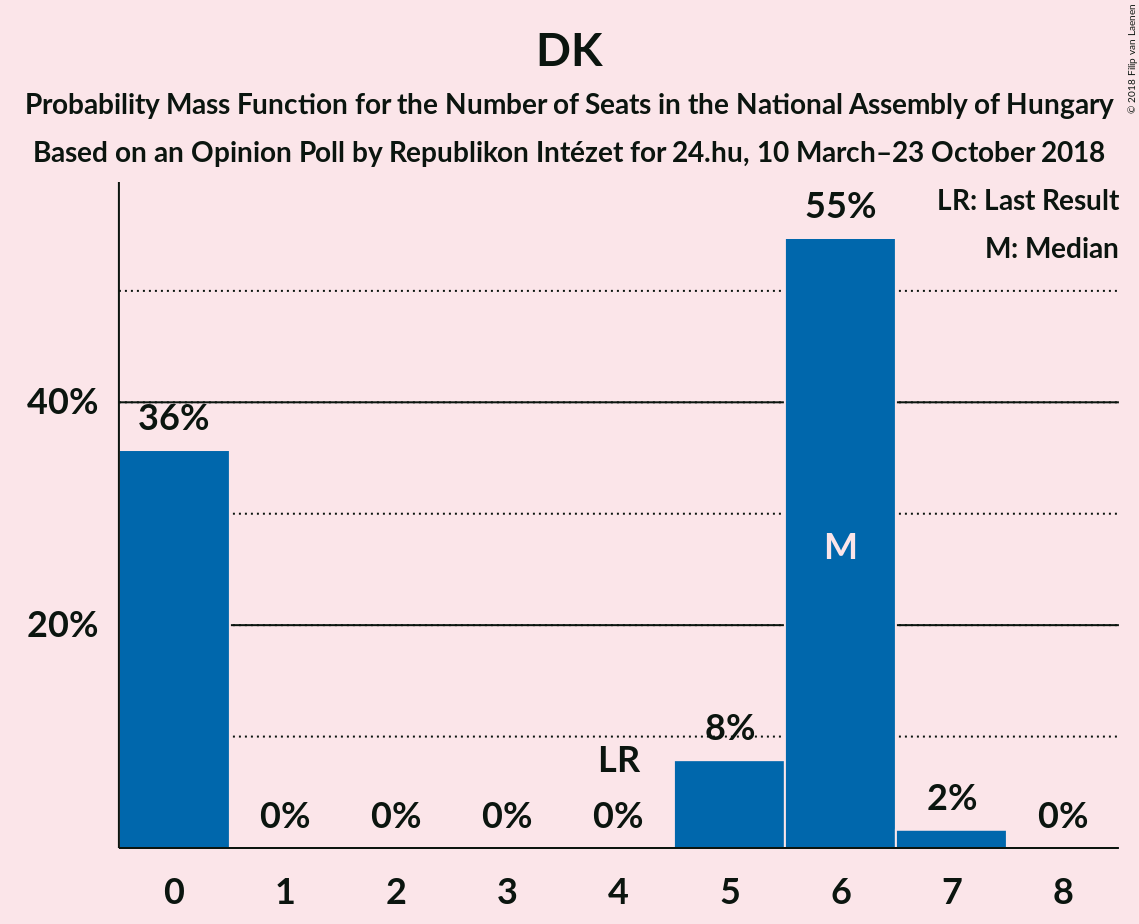 DK
Probability Mass Function for the Number of Seats in the National Assembly of Hungary
Based on an Opinion Poll by Republikon Intézet for 24.hu, 10 March–23 October 2018
© 2018 Filip van Laenen
LR: Last Result
M: Median
55%
40%
36%
M
20%
8%
LR
2%
0% 0% 0% 0% 0%
0 1 2 3 4 5 6 7 8